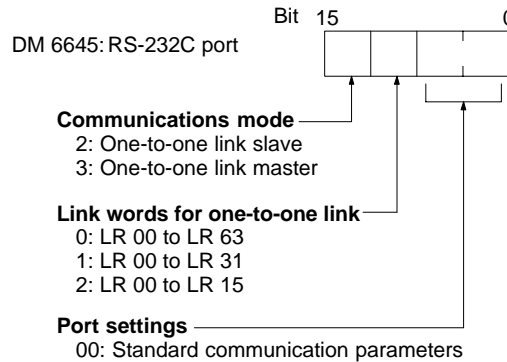 Bit 15 0
DM 6645: RS-232C port
Communications mode
2: One-to-one link slave
3: One-to-one link master
Link words for one-to-one link
0: LR 00 to LR 63
1: LR 00 to LR 31
2: LR 00 to LR 15
Port settings
00: Standard communication parameters